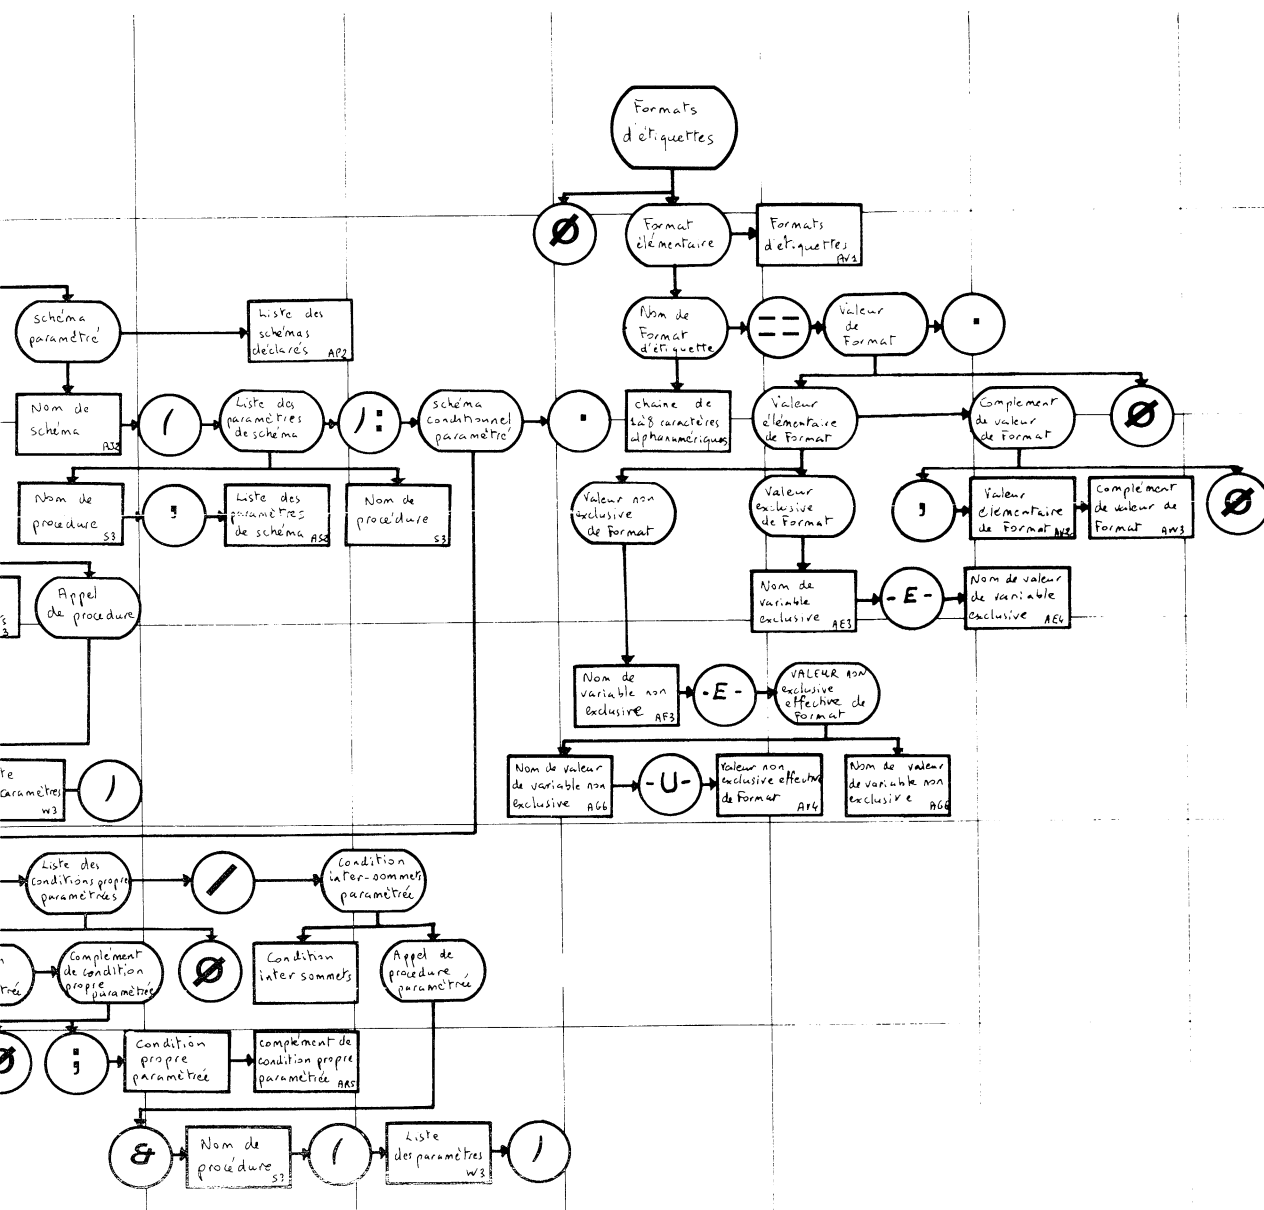 Formats
d'étiquettes
Ø
Format
élémentaire
Formats
d'étiquettes
AV1
schéma
paramétré
Liste des
schémas
déclarés AP2
Nom de
Format
d'étiquette
==
Valeur
de
Format
.
Nom de
schéma
(
Liste des
paramètres
de schéma
) :
schéma
conditionnel
paramétré
.
chaine de
1 à 8 caractères
alphanumériques
Valeur
élémentaire
de Format
Complement
de valeur
de Format
Ø
Nom de
procédure
S3
,
Liste des
paramètres
de schéma
Nom de
procédure
S3
Valeur non
exclusive
de Format
Valeur
exclusive
de Format
,
Valeur
élémentaire
de Format
Complément
de valeur de
Format AW3
Ø
Appel
de procedure
Nom de
variable
exclusive AE3
- E -
Nom de valeur
de variable
exclusive AE4
Nom de
variable non
exclusive AF3
- E -
VALEUR NON
exclusive
effective de
Format
te
paramètres
W3
)
Nom de valeur
de variable non
exclusive AG6
- U -
Valeur non
exclusive effective
de Format AY4
Nom de valeur
de variable non
exclusive AG6
Liste des
conditions propre
paramétrées
/
Condition
inter-sommets
paramétrée
Complément
de condition
propre
paramétrée
Ø
Condition
inter sommets
Appel de
procédure
paramétrée
Ø
;
Condition
propre
paramétrée
complément de
condition propre
paramétrée AR5
&
Nom de
procédure
S3
(
Liste
des paramètres
W3
)